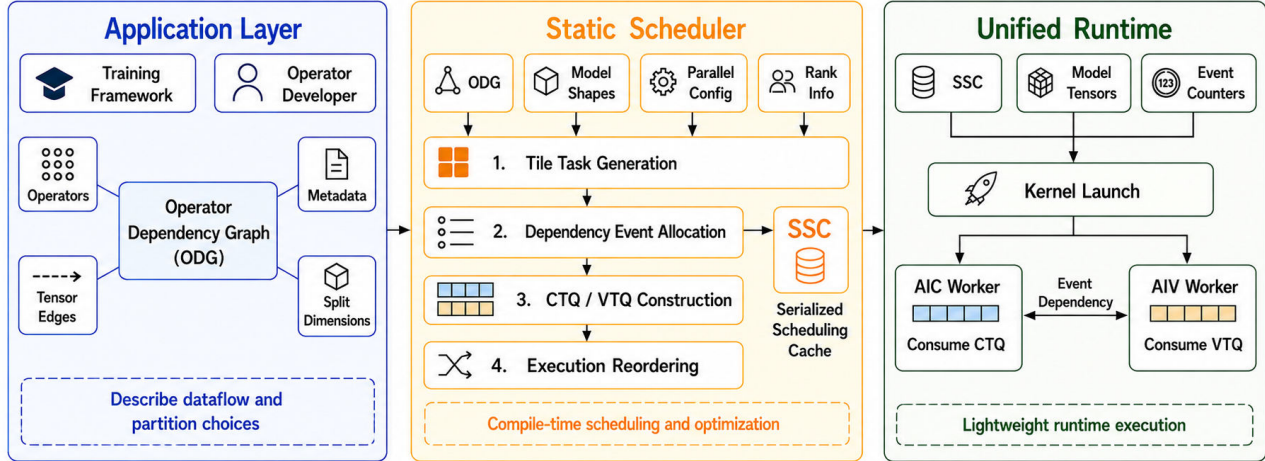 Application Layer
Training
Framework
Operator
Developer
Operators
Metadata
Operator
Dependency Graph
(ODG)
Tensor
Edges
Split
Dimensions
Describe dataflow and
partition choices
Static Scheduler
ODG
Model
Shapes
Parallel
Config
Rank
Info
1. Tile Task Generation
2. Dependency Event Allocation
3. CTQ / VTQ Construction
4. Execution Reordering
SSC
Serialized
Scheduling
Cache
Compile-time scheduling and optimization
Unified Runtime
SSC
Model
Tensors
123
Event
Counters
Kernel Launch
AIC Worker
Consume CTQ
Event
Dependency
AIV Worker
Consume VTQ
Lightweight runtime execution